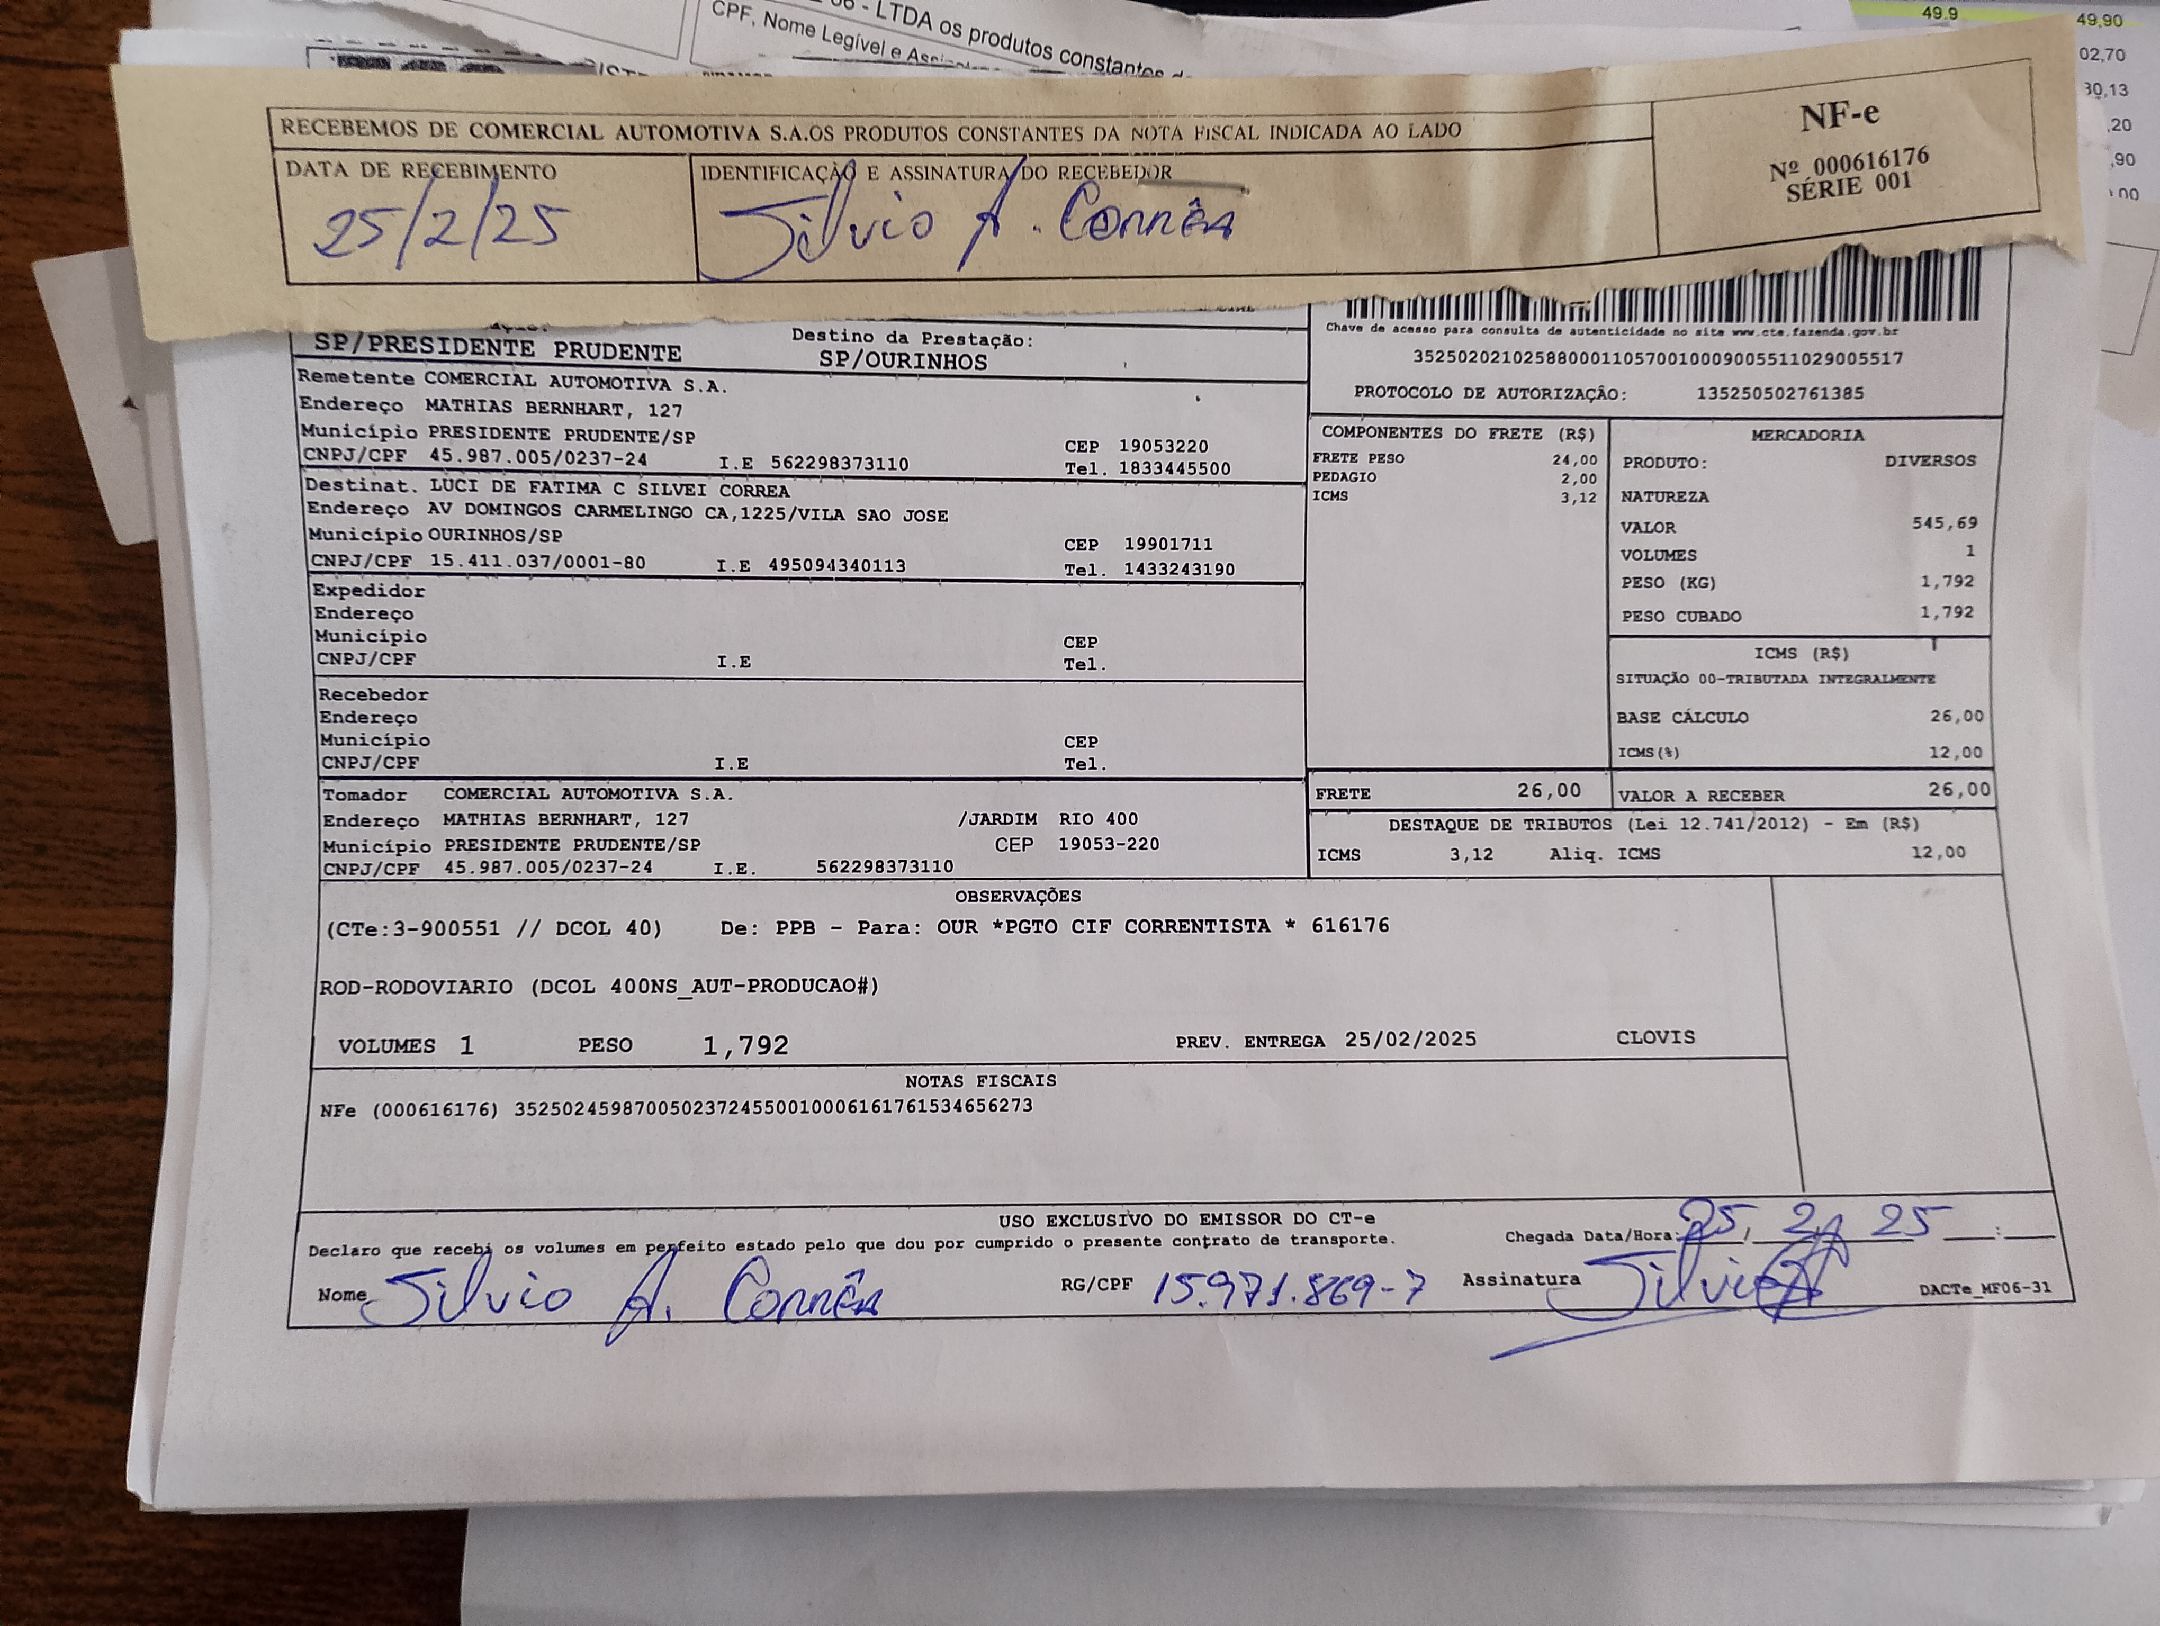 06 - LTDA os produtos constantes d
CPF, Nome Legível e Assin
49.9 49,90
02,70
30,13
,20
,90
RECEBEMOS DE COMERCIAL AUTOMOTIVA S.A.OS PRODUTOS CONSTANTES DA NOTA FISCAL INDICADA AO LADO
NF-e
Nº 000616176
SÉRIE 001
DATA DE RECEBIMENTO
25/2/25
IDENTIFICAÇÃO E ASSINATURA DO RECEBEDOR
Silvio A. Corrêa
Destino da Prestação:
SP/PRESIDENTE PRUDENTE SP/OURINHOS
Chave de acesso para consulta de autenticidade no site www.cte.fazenda.gov.br
35250202102588000110570010009005511029005517
PROTOCOLO DE AUTORIZAÇÃO: 135250502761385
Remetente COMERCIAL AUTOMOTIVA S.A.
Endereço MATHIAS BERNHART, 127
Município PRESIDENTE PRUDENTE/SP CEP 19053220
CNPJ/CPF 45.987.005/0237-24 I.E 562298373110 Tel. 1833445500
Destinat. LUCI DE FATIMA C SILVEI CORREA
Endereço AV DOMINGOS CARMELINGO CA,1225/VILA SAO JOSE
Município OURINHOS/SP CEP 19901711
CNPJ/CPF 15.411.037/0001-80 I.E 495094340113 Tel. 1433243190
Expedidor
Endereço
Município CEP
CNPJ/CPF I.E Tel.
Recebedor
Endereço
Município CEP
CNPJ/CPF I.E Tel.
Tomador COMERCIAL AUTOMOTIVA S.A.
Endereço MATHIAS BERNHART, 127 /JARDIM RIO 400
Município PRESIDENTE PRUDENTE/SP CEP 19053-220
CNPJ/CPF 45.987.005/0237-24 I.E. 562298373110
COMPONENTES DO FRETE (R$)
FRETE PESO 24,00
PEDAGIO 2,00
ICMS 3,12
MERCADORIA
PRODUTO: DIVERSOS
NATUREZA
VALOR 545,69
VOLUMES 1
PESO (KG) 1,792
PESO CUBADO 1,792
ICMS (R$)
SITUAÇÃO 00-TRIBUTADA INTEGRALMENTE
BASE CÁLCULO 26,00
ICMS(%) 12,00
FRETE 26,00 VALOR A RECEBER 26,00
DESTAQUE DE TRIBUTOS (Lei 12.741/2012) - Em (R$)
ICMS 3,12 Aliq. ICMS 12,00
OBSERVAÇÕES
(CTe:3-900551 // DCOL 40) De: PPB - Para: OUR *PGTO CIF CORRENTISTA * 616176
ROD-RODOVIARIO (DCOL 400NS_AUT-PRODUCAO#)
VOLUMES 1 PESO 1,792 PREV. ENTREGA 25/02/2025 CLOVIS
NOTAS FISCAIS
NFe (000616176) 35250245987005023724550010006161761534656273
USO EXCLUSIVO DO EMISSOR DO CT-e
Declaro que recebi os volumes em perfeito estado pelo que dou por cumprido o presente contrato de transporte.
Chegada Data/Hora: 25/ 2/ 25 __:__
Nome Silvio A. Corrêa RG/CPF 15.971.869-7 Assinatura Silvio
DACTe_MF06-31